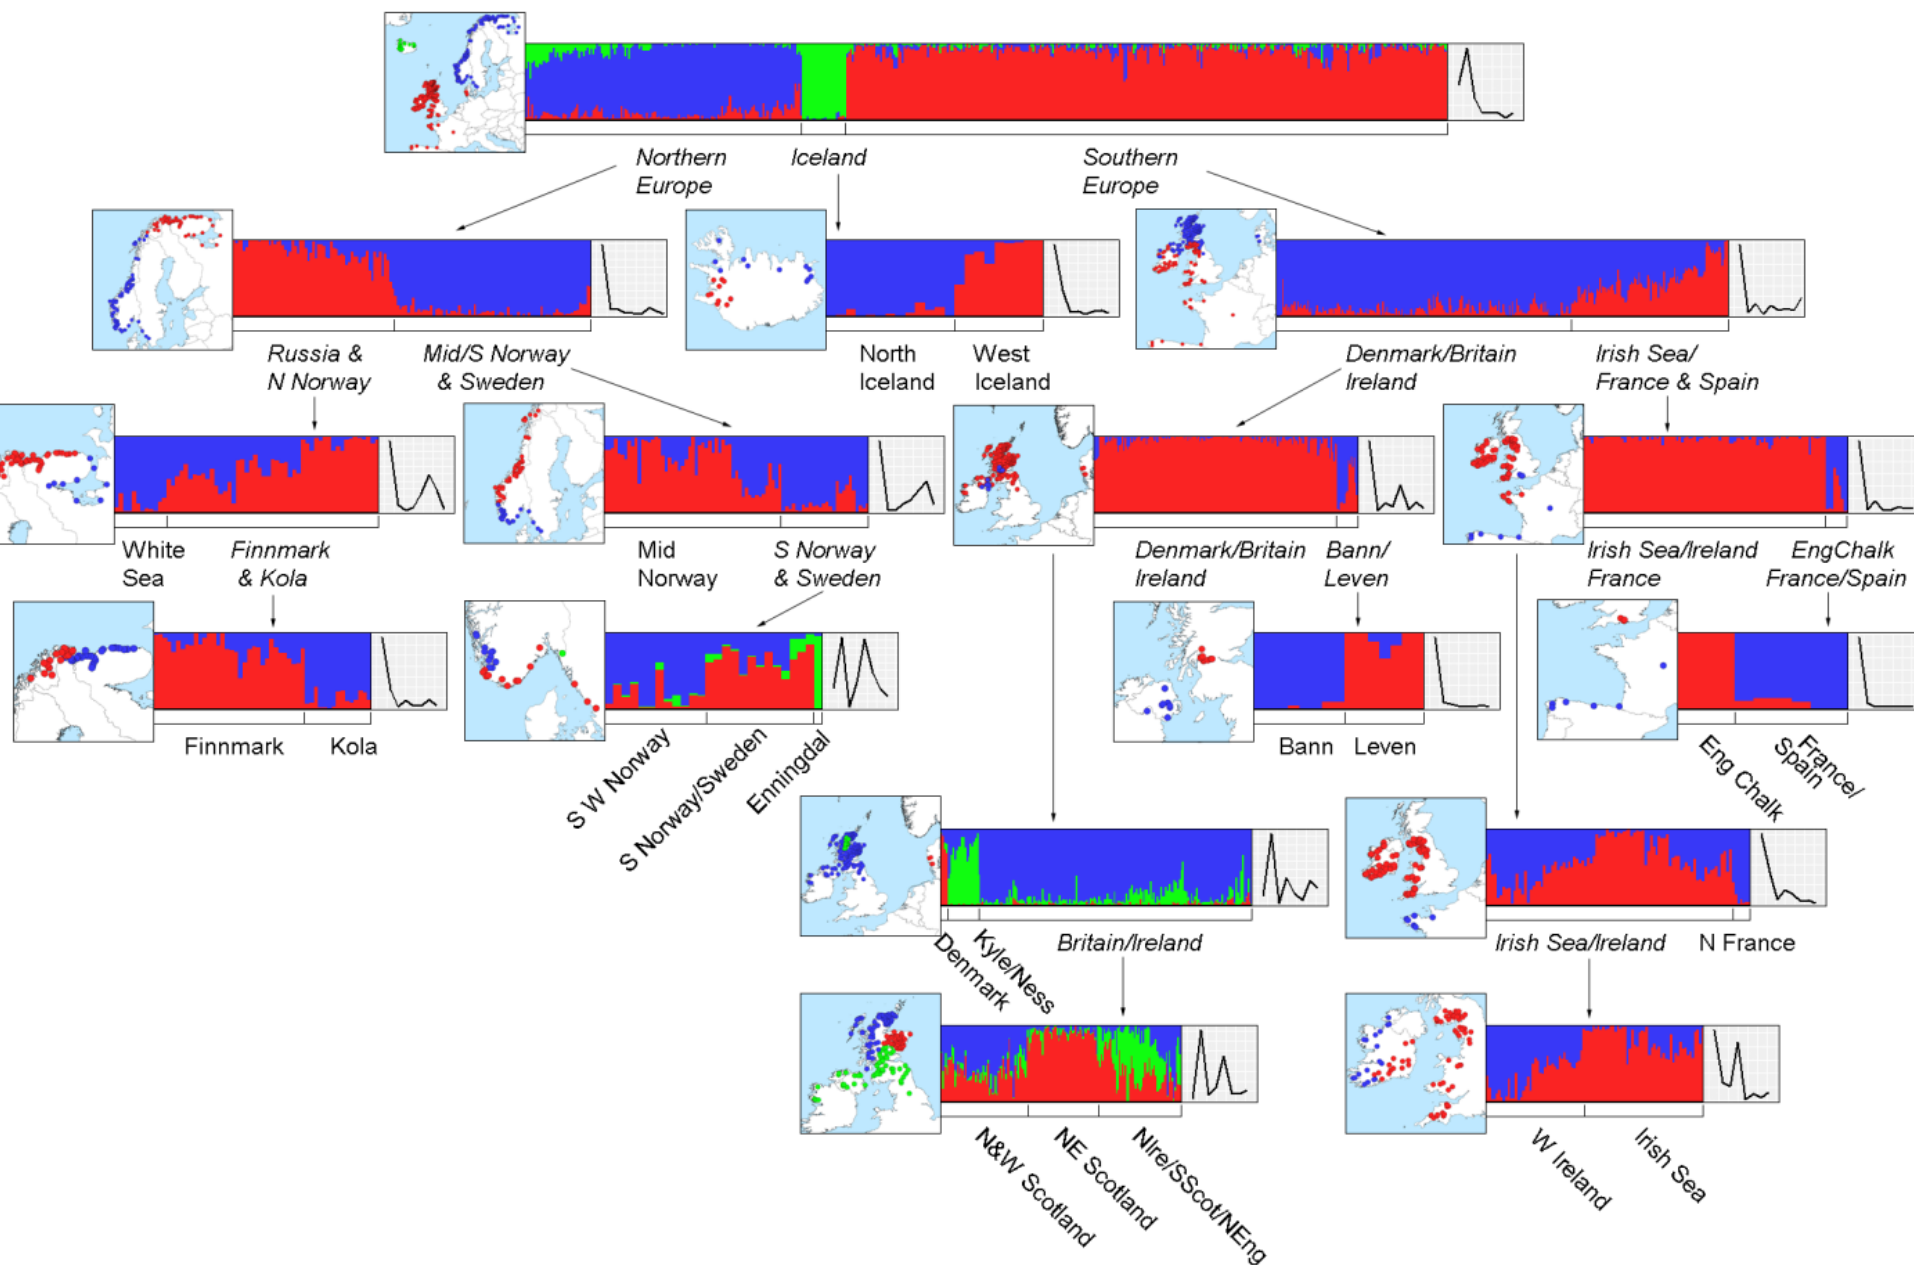 Northern
Europe
Iceland
Southern
Europe
Russia &
N Norway
Mid/S Norway
& Sweden
North
Iceland
West
Iceland
Denmark/Britain
Ireland
Irish Sea/
France & Spain
White
Sea
Finnmark
& Kola
Mid
Norway
S Norway
& Sweden
Denmark/Britain
Ireland
Bann/
Leven
Irish Sea/Ireland
France
EngChalk
France/Spain
Finnmark
Kola
S W Norway
S Norway/Sweden
Enningdal
Bann
Leven
Eng Chalk
France/
Spain
Denmark
Kyle/Ness
Britain/Ireland
Irish Sea/Ireland
N France
N&W Scotland
NE Scotland
NIre/SScot/NEng
W Ireland
Irish Sea